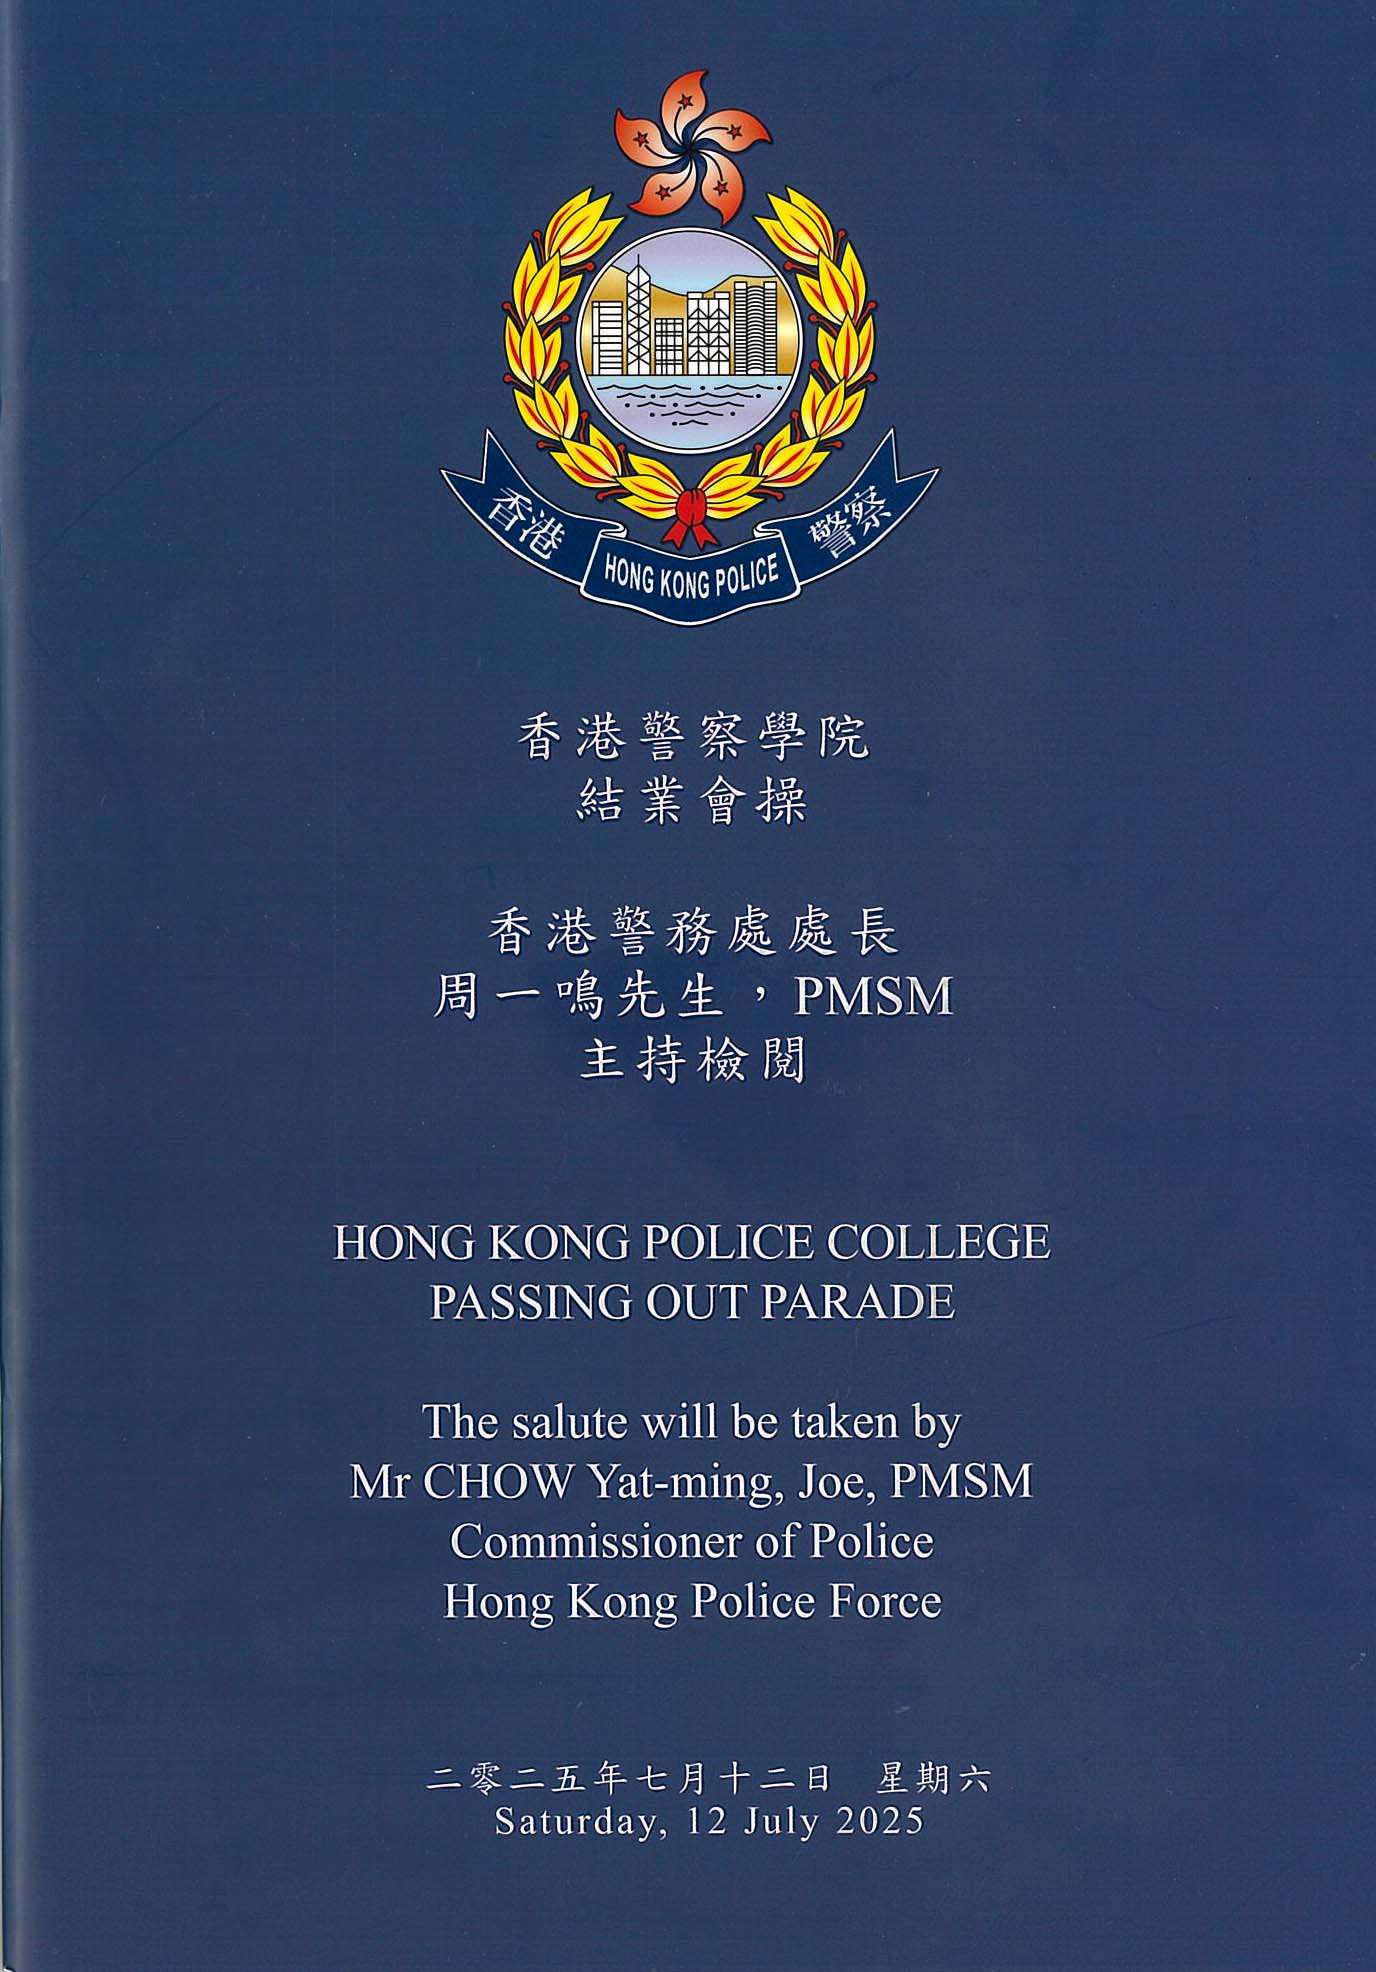 香港
警察
HONG KONG POLICE
香港警察學院
結業會操
香港警務處處長
周一鳴先生，PMSM
主持檢閱
HONG KONG POLICE COLLEGE
PASSING OUT PARADE
The salute will be taken by
Mr CHOW Yat-ming, Joe, PMSM
Commissioner of Police
Hong Kong Police Force
二零二五年七月十二日 星期六
Saturday, 12 July 2025